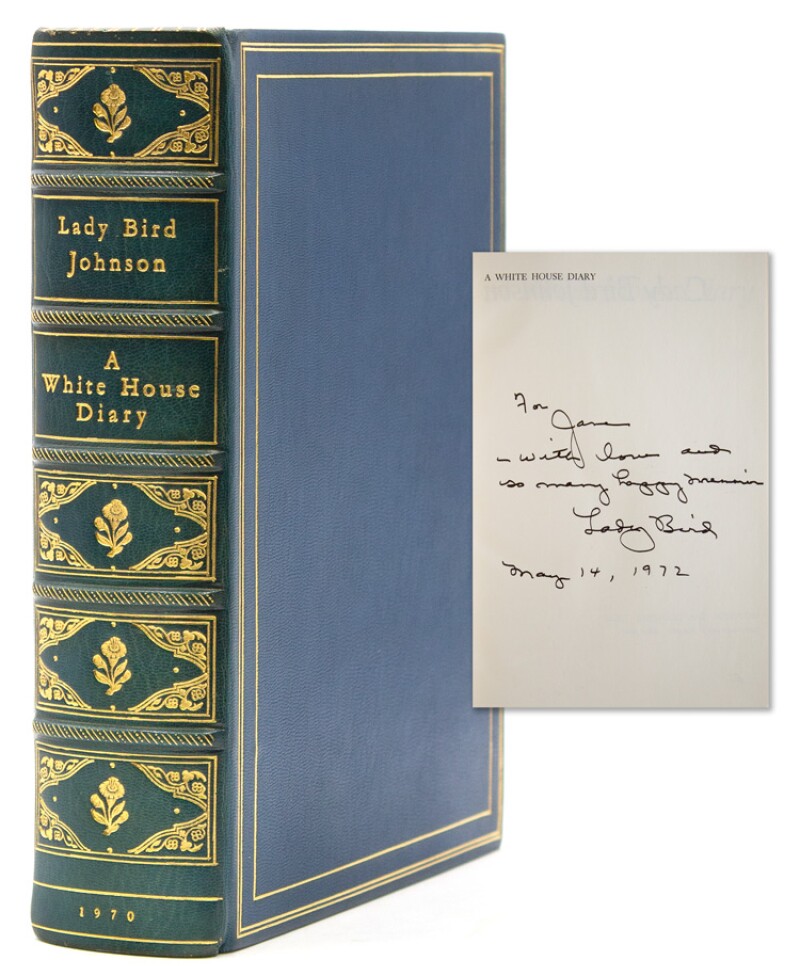 Lady Bird
Johnson
A
White House
Diary
1970
A WHITE HOUSE DIARY
For
Jane
– with love and
so many happy memories
Lady Bird
May 14, 1972